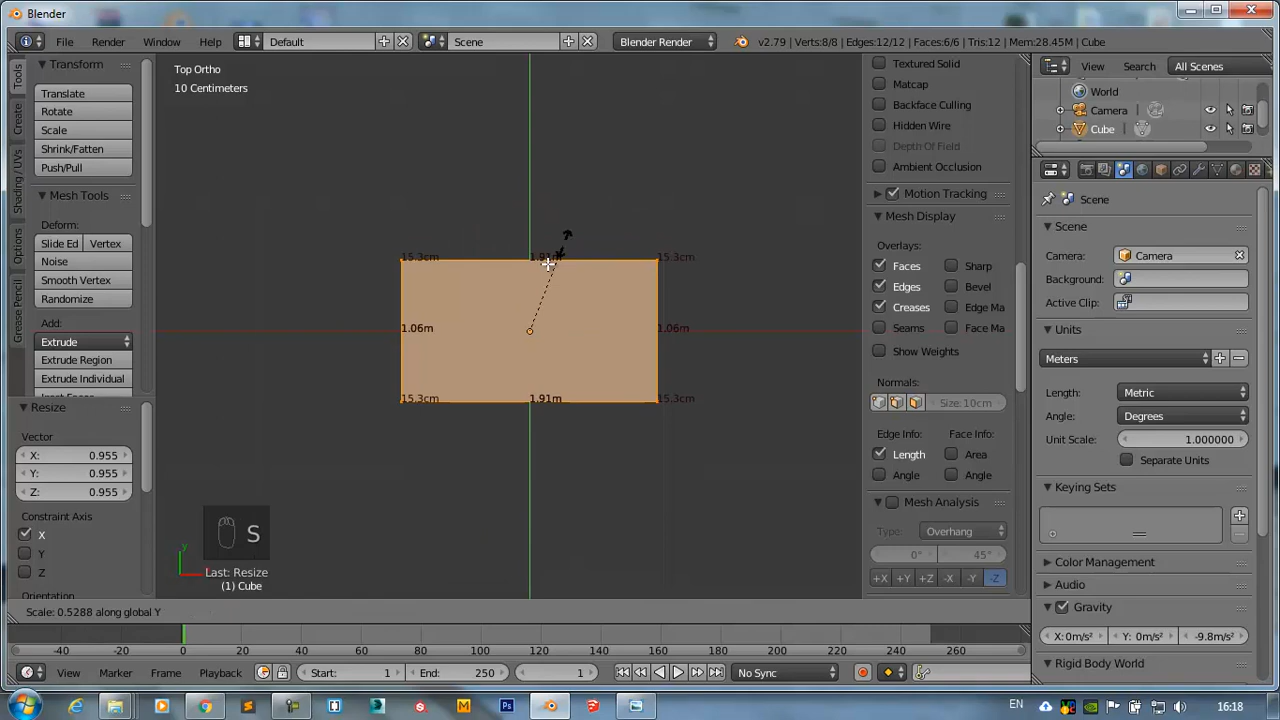 Blender
File Render Window Help Default Scene Blender Render v2.79 | Verts:8/8 | Edges:12/12 | Faces:6/6 | Tris:12 | Mem:28.45M | Cube
Tools
Create
Shading / UVs
Options
Grease Pencil
Transform
Translate
Rotate
Scale
Shrink/Fatten
Push/Pull
Mesh Tools
Deform:
Slide Ed Vertex
Noise
Smooth Vertex
Randomize
Add:
Extrude
Extrude Region
Extrude Individual
Resize
Vector
X: 0.955
Y: 0.955
Z: 0.955
Constraint Axis
X
Y
Z
Orientation
Top Ortho
10 Centimeters
15.3cm 15.3cm
1.06m 1.06m
15.3cm 1.91m 15.3cm
y
S
Last: Resize
(1) Cube
Textured Solid
Matcap
Backface Culling
Hidden Wire
Depth Of Field
Ambient Occlusion
Motion Tracking
Mesh Display
Overlays:
Faces Sharp
Edges Bevel
Creases Edge Ma
Seams Face Ma
Show Weights
Normals:
Size: 10cm
Edge Info: Face Info:
Length Area
Angle Angle
Mesh Analysis
Type: Overhang
0° 45°
+X +Y +Z -X -Y -Z
View Search All Scenes
World
Camera
Cube
Scene
Scene
Camera: Camera
Background:
Active Clip:
Units
Meters
Length: Metric
Angle: Degrees
Unit Scale: 1.000000
Separate Units
Keying Sets
Color Management
Audio
Gravity
X: 0m/s² Y: 0m/s² -9.8m/s²
Rigid Body World
Scale: 0.5288 along global Y
-40 -20 0 20 40 60 80 100 120 140 160 180 200 220 240 260
View Marker Frame Playback Start: 1 End: 250 1 No Sync
EN 16:18